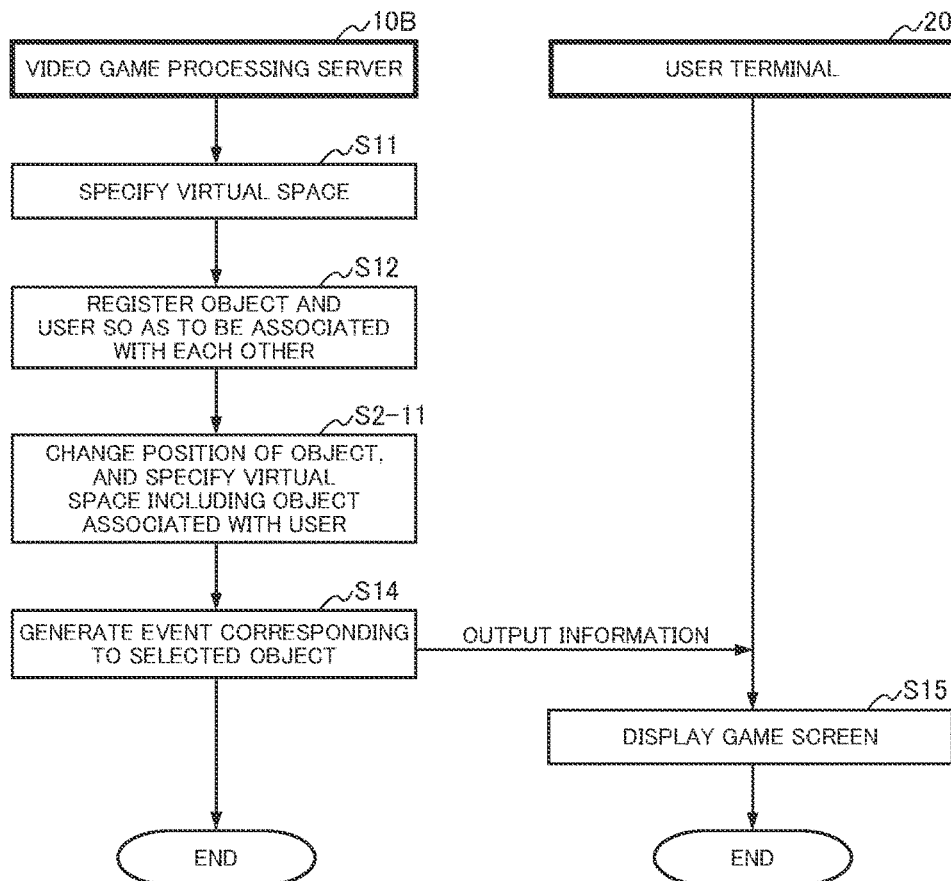 10B
VIDEO GAME PROCESSING SERVER
20
USER TERMINAL
S11
SPECIFY VIRTUAL SPACE
S12
REGISTER OBJECT AND
USER SO AS TO BE ASSOCIATED
WITH EACH OTHER
S2-11
CHANGE POSITION OF OBJECT,
AND SPECIFY VIRTUAL
SPACE INCLUDING OBJECT
ASSOCIATED WITH USER
S14
GENERATE EVENT CORRESPONDING
TO SELECTED OBJECT
OUTPUT INFORMATION
S15
DISPLAY GAME SCREEN
END
END